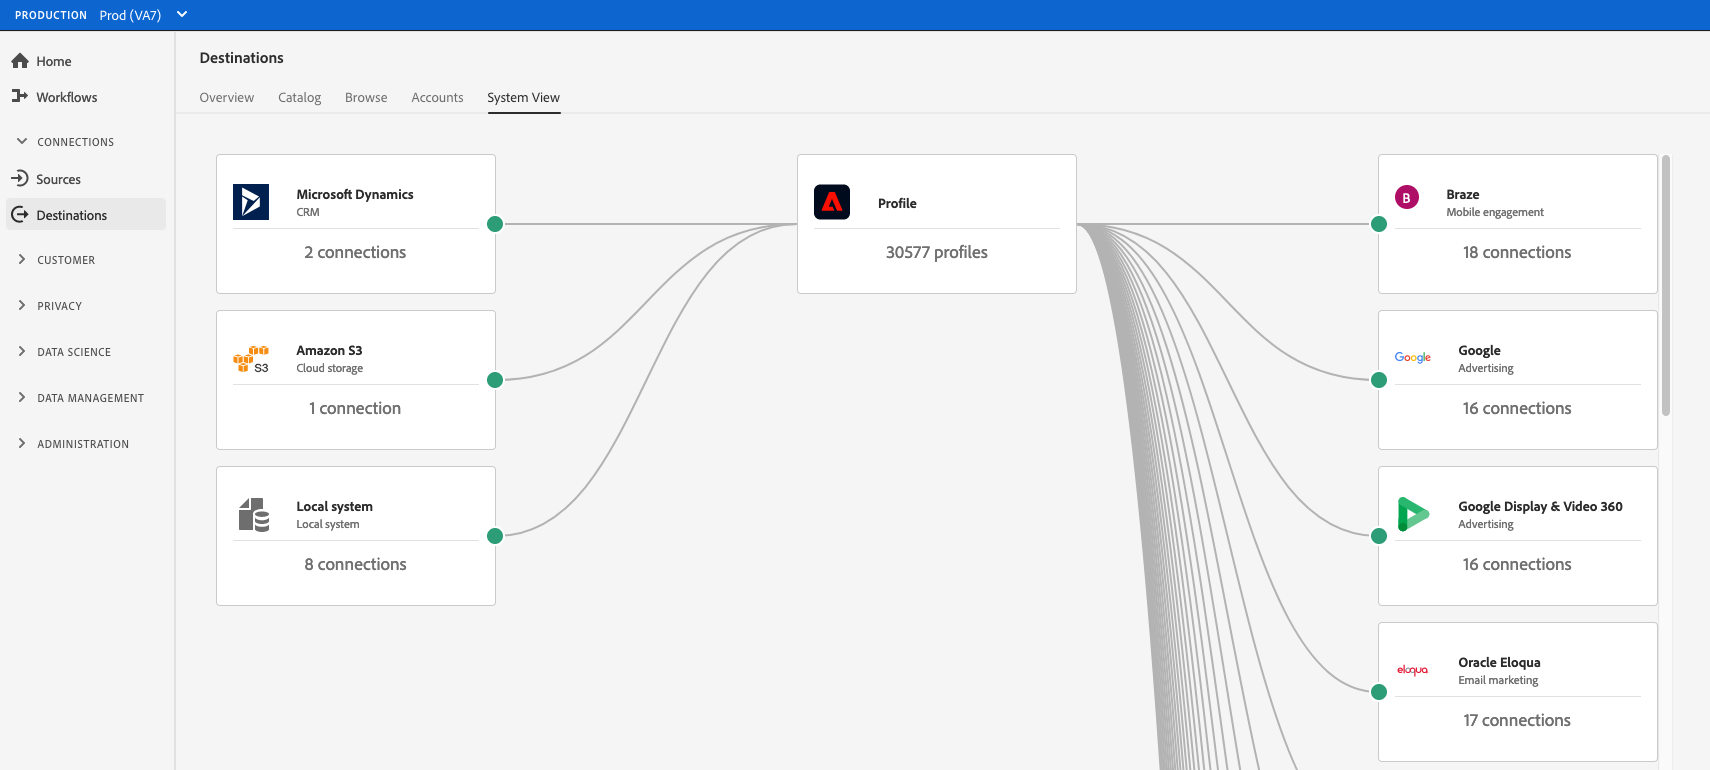 PRODUCTION Prod (VA7)
Home
Workflows
CONNECTIONS
Sources
Destinations
CUSTOMER
PRIVACY
DATA SCIENCE
DATA MANAGEMENT
ADMINISTRATION
Destinations
Overview Catalog Browse Accounts System View
Microsoft Dynamics
CRM
2 connections
S3
Amazon S3
Cloud storage
1 connection
Local system
Local system
8 connections
Profile
30577 profiles
B
Braze
Mobile engagement
18 connections
Google
Google
Advertising
16 connections
Google Display & Video 360
Advertising
16 connections
eloqua
Oracle Eloqua
Email marketing
17 connections